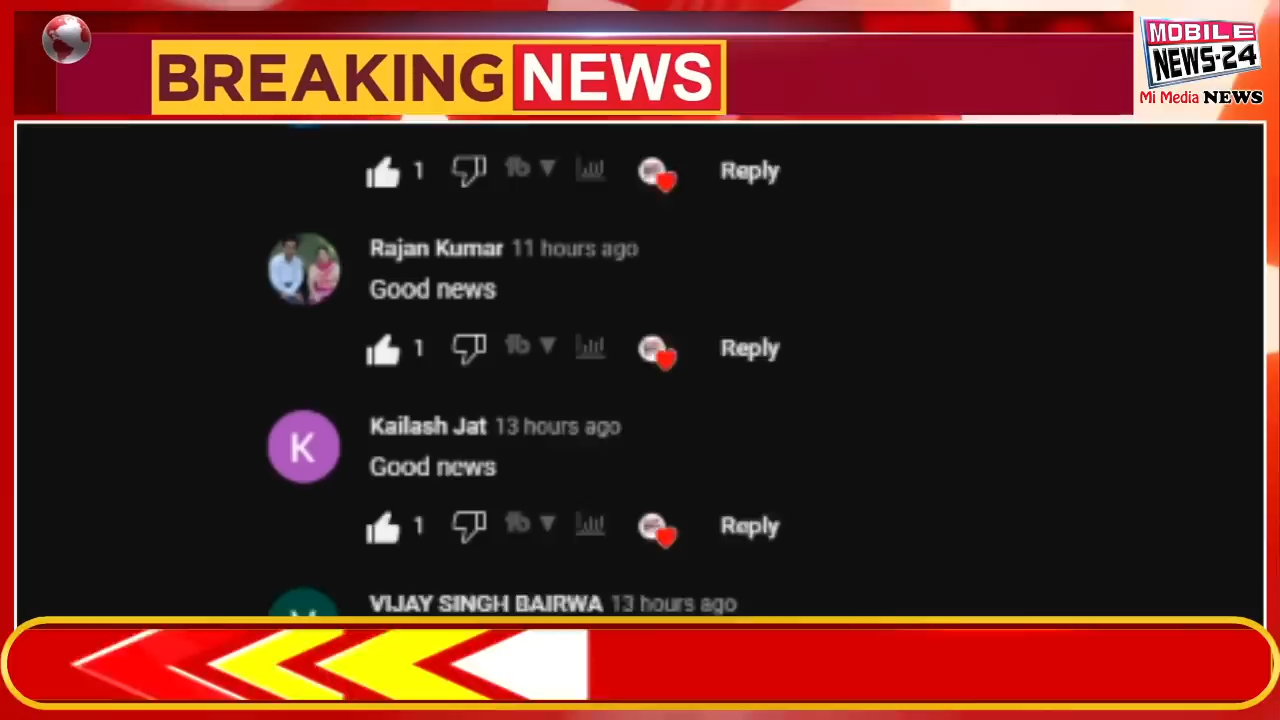 BREAKING NEWS
MOBILE
NEWS-24
Mi Media NEWS
1 Reply
Rajan Kumar 11 hours ago
Good news
1 Reply
K
Kailash Jat 13 hours ago
Good news
1 Reply
VIJAY SINGH BAIRWA 13 hours ago